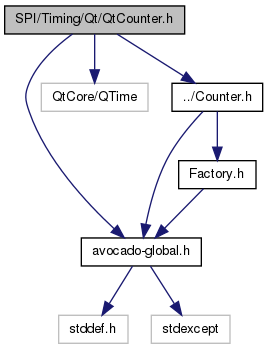 SPI/Timing/Qt/QtCounter.h
QtCore/QTime
../Counter.h
Factory.h
avocado-global.h
stddef.h
stdexcept